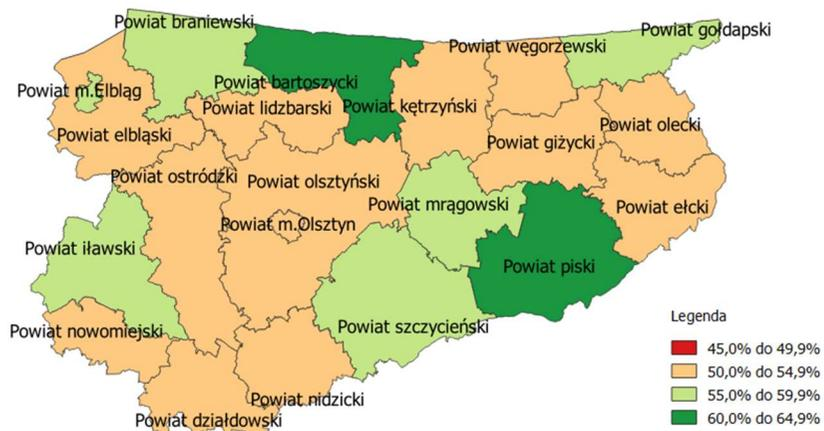 Powiat braniewski
Powiat gołdapski
Powiat węgorzewski
Powiat m.Elbląg
Powiat bartoszycki
Powiat lidzbarski
Powiat kętrzyński
Powiat elbląski
Powiat olecki
Powiat giżycki
Powiat ostródzki
Powiat olsztyński
Powiat mrągowski
Powiat ełcki
Powiat m.Olsztyn
Powiat iławski
Powiat piski
Powiat nowomiejski
Powiat szczycieński
Powiat nidzicki
Powiat działdowski
Legenda
45,0% do 49,9%
50,0% do 54,9%
55,0% do 59,9%
60,0% do 64,9%